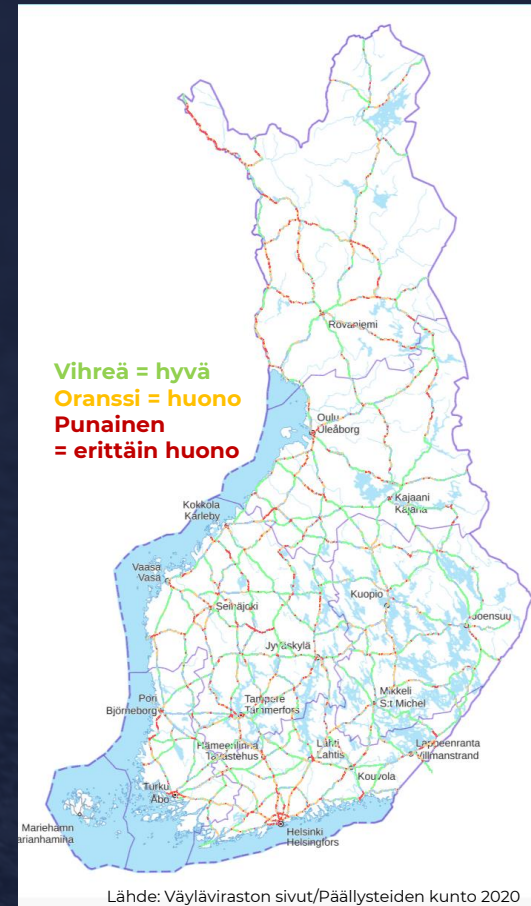 Rovaniemi
Vihreä = hyvä
Oranssi = huono
Punainen
= erittäin huono
Oulu
Uleåborg
Kajaani
Kajana
Kokkola
Karleby
Vaasa
Vasa
Kuopio
Seinäjoki
Joensuu
Jyväskylä
Mikkeli
S:t Michel
Pori
Björneborg
Tampere
Tammerfors
Hämeenlinna
Tavastehus
Lahti
Lahtis
Lappeenranta
Villmanstrand
Kouvola
Turku
Åbo
Mariehamn
arianhamina
Helsinki
Helsingfors
Lähde: Väyläviraston sivut/Päällysteiden kunto 2020